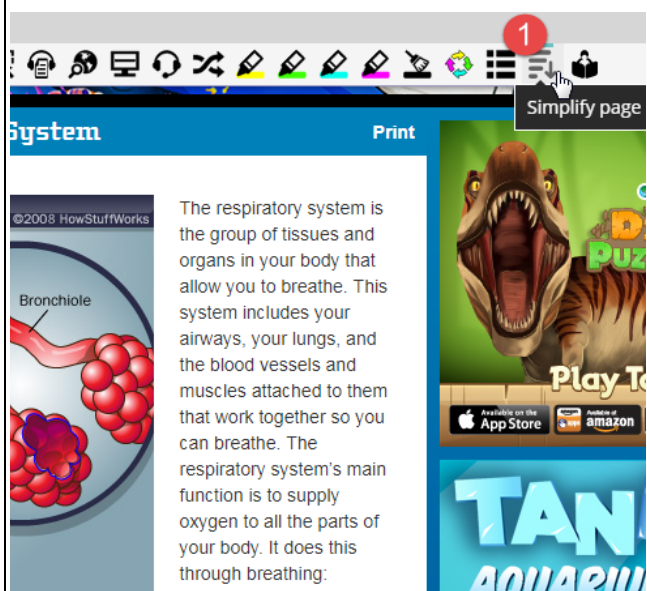 1
Simplify page
System
Print
©2008 HowStuffWorks
Bronchiole
The respiratory system is
the group of tissues and
organs in your body that
allow you to breathe. This
system includes your
airways, your lungs, and
the blood vessels and
muscles attached to them
that work together so you
can breathe. The
respiratory system’s main
function is to supply
oxygen to all the parts of
your body. It does this
through breathing:
Play
Available on the
App Store
Available at
amazon
apps